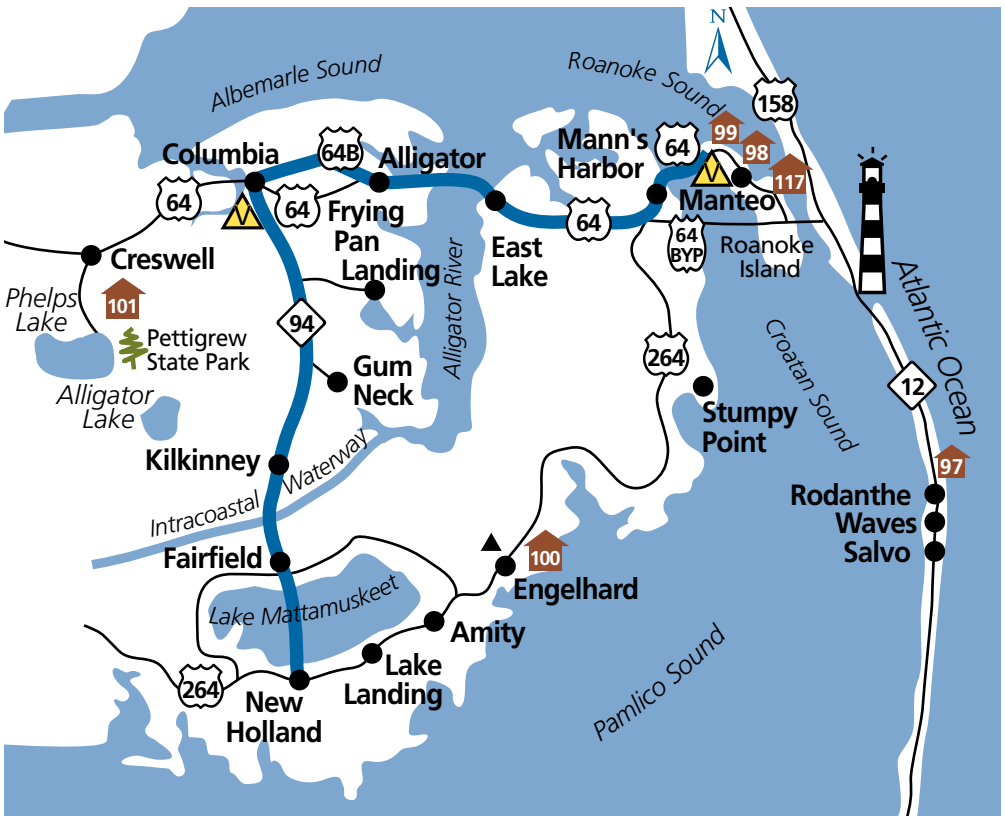 N
Albemarle Sound
Roanoke Sound
158
99
98
117
64B
64
Mann's
Harbor
Columbia
Alligator
V
V
Manteo
64
64
Frying
Pan
Landing
64
64
BYP
Roanoke
Island
East
Lake
Creswell
101
Phelps
Lake
Pettigrew
State Park
Alligator River
94
Atlantic Ocean
Croatan Sound
264
12
Gum
Neck
Alligator
Lake
Stumpy
Point
Kilkinney
Intracoastal Waterway
97
Rodanthe
Waves
Salvo
Fairfield
100
Engelhard
Lake Mattamuskeet
Amity
Lake
Landing
264
New
Holland
Pamlico Sound